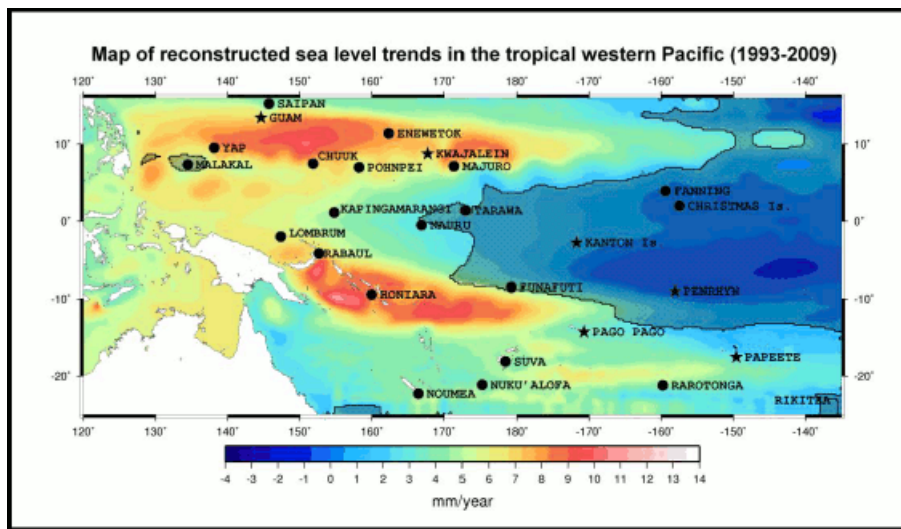 Map of reconstructed sea level trends in the tropical western Pacific (1993-2009)
120° 130° 140° 150° 160° 170° 180° -170° -160° -150° -140°
SAIPAN
GUAM
10° ENEWETOK 10°
YAP KWAJALEIN
CHUUK
MALAKAL POHNPEI MAJURO
FANNING
KAPINGAMARANGI TARAWA CHRISTMAS Is.
0° NAURU 0°
LOMBRUM KANTON Is
RABAUL
FUNAFUTI PENRHYN
-10° HONIARA -10°
PAGO PAGO
SUVA PAPEETE
-20° NUKU'ALOFA RAROTONGA -20°
NOUMEA RIKITEA
120° 130° 140° 150° 160° 170° 180° -170° -160° -150° -140°
-4 -3 -2 -1 0 1 2 3 4 5 6 7 8 9 10 11 12 13 14
mm/year